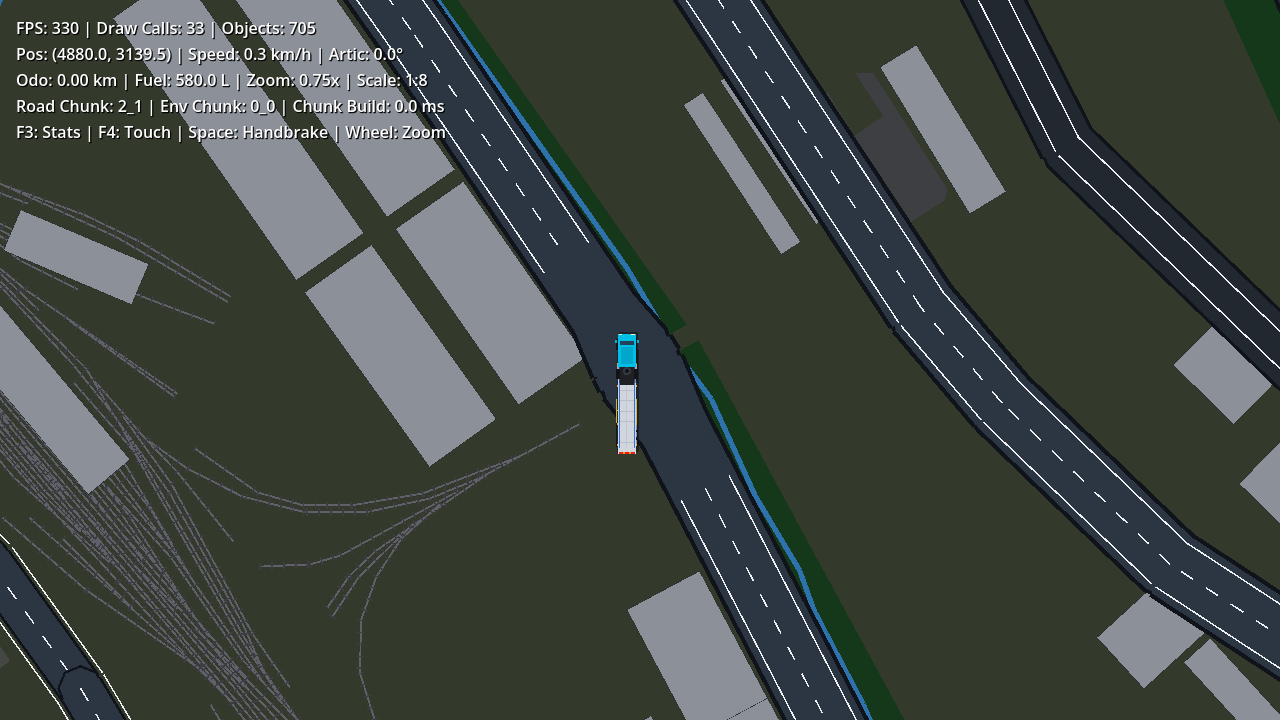 FPS: 330 | Draw Calls: 33 | Objects: 705
Pos: (4880.0, 3139.5) | Speed: 0.3 km/h | Artic: 0.0°
Odo: 0.00 km | Fuel: 580.0 L | Zoom: 0.75x | Scale: 1:8
Road Chunk: 2_1 | Env Chunk: 0_0 | Chunk Build: 0.0 ms
F3: Stats | F4: Touch | Space: Handbrake | Wheel: Zoom